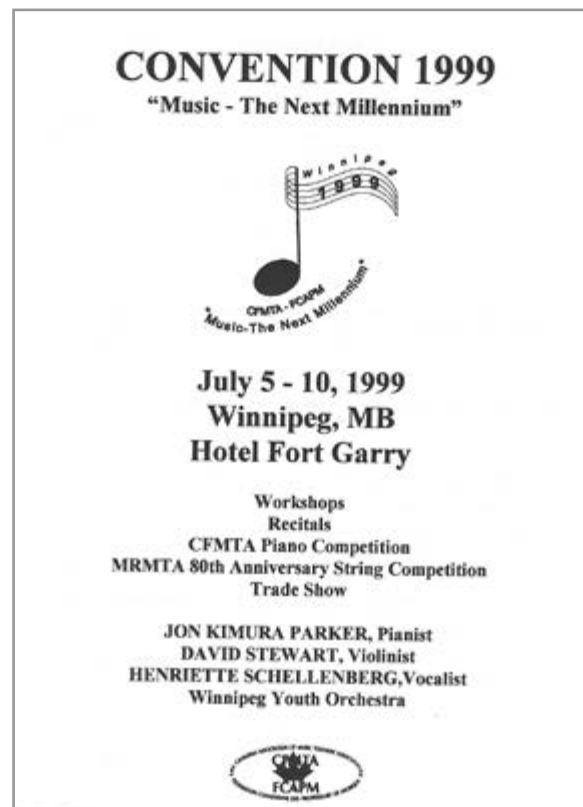 CONVENTION 1999
“Music - The Next Millennium”
Winnipeg
1999
CFMTA - FCAPM
"Music-The Next Millennium"
July 5 - 10, 1999
Winnipeg, MB
Hotel Fort Garry
Workshops
Recitals
CFMTA Piano Competition
MRMTA 80th Anniversary String Competition
Trade Show
JON KIMURA PARKER, Pianist
DAVID STEWART, Violinist
HENRIETTE SCHELLENBERG,Vocalist
Winnipeg Youth Orchestra
CFMTA
FCAPM